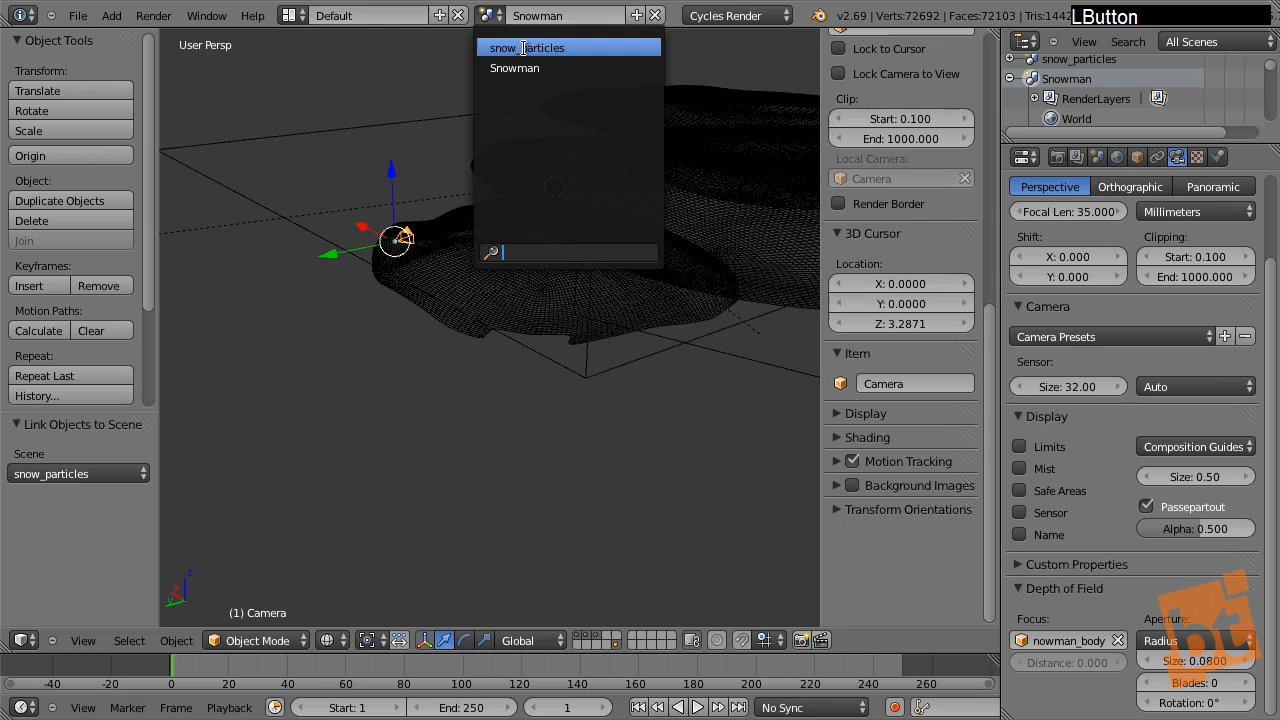 File Add Render Window Help Default Snowman Cycles Render v2.69 | Verts:72692 | Faces:72103 | Tris:1442
LButton
Object Tools
Transform:
Translate
Rotate
Scale
Origin
Object:
Duplicate Objects
Delete
Join
Keyframes:
Insert Remove
Motion Paths:
Calculate Clear
Repeat:
Repeat Last
History...
Link Objects to Scene
Scene
snow_particles
User Persp
snow_particles
Snowman
z
x
y
(1) Camera
Lock to Cursor
Lock Camera to View
Clip:
Start: 0.100
End: 1000.000
Local Camera:
Camera
Render Border
3D Cursor
Location:
X: 0.0000
Y: 0.0000
Z: 3.2871
Item
Camera
Display
Shading
Motion Tracking
Background Images
Transform Orientations
View Search All Scenes
snow_particles
Snowman
RenderLayers |
World
Perspective Orthographic Panoramic
Focal Len: 35.000 Millimeters
Shift: Clipping:
X: 0.000 Start: 0.100
Y: 0.000 End: 1000.000
Camera
Camera Presets
Sensor:
Size: 32.00 Auto
Display
Limits Composition Guides
Mist Size: 0.50
Safe Areas
Sensor Passepartout
Name Alpha: 0.500
Custom Properties
Depth of Field
Focus: Aperture:
nowman_body Radius
Distance: 0.000 Size: 0.0800
Blades: 0
Rotation: 0°
bt
View Select Object Object Mode Global
-40 -20 0 20 40 60 80 100 120 140 160 180 200 220 240 260
View Marker Frame Playback Start: 1 End: 250 1 No Sync